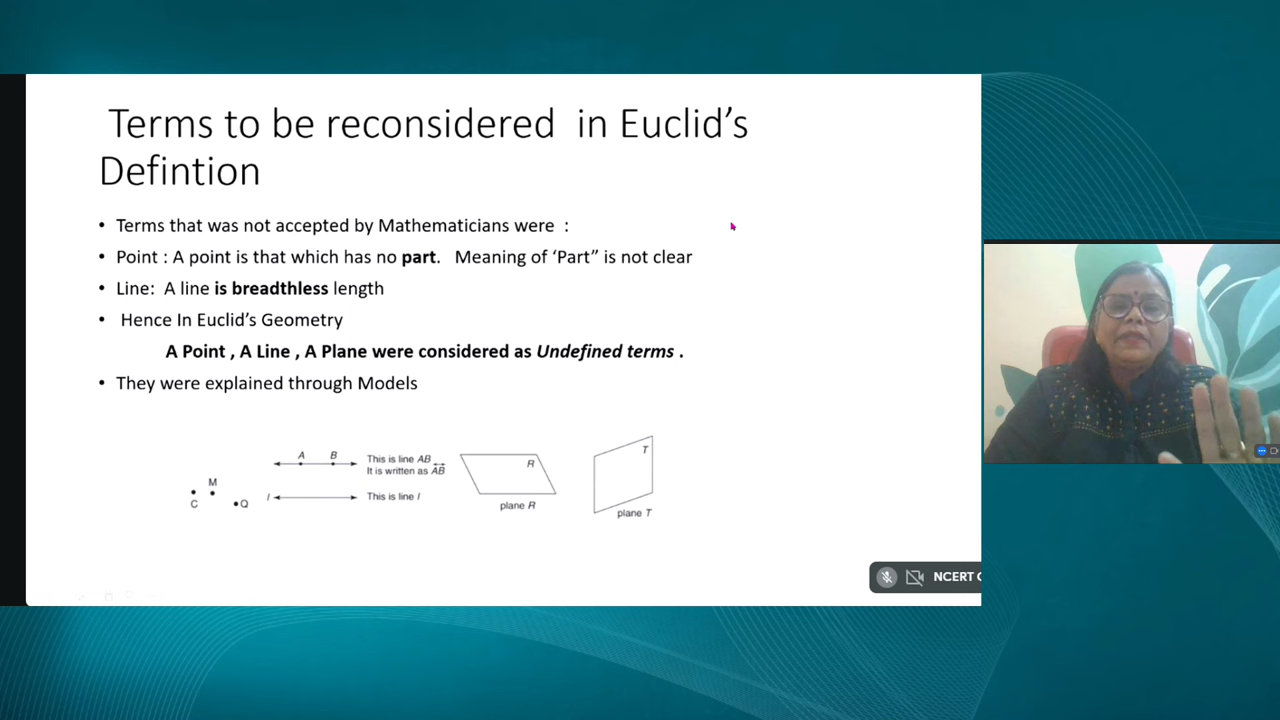 Terms to be reconsidered in Euclid's
Defintion
• Terms that was not accepted by Mathematicians were :
• Point : A point is that which has no part. Meaning of 'Part" is not clear
• Line: A line is breadthless length
• Hence In Euclid's Geometry
A Point , A Line , A Plane were considered as Undefined terms .
• They were explained through Models
A B This is line AB
It is written as AB
M
C
Q
l This is line l
R
plane R
T
plane T
NCERT